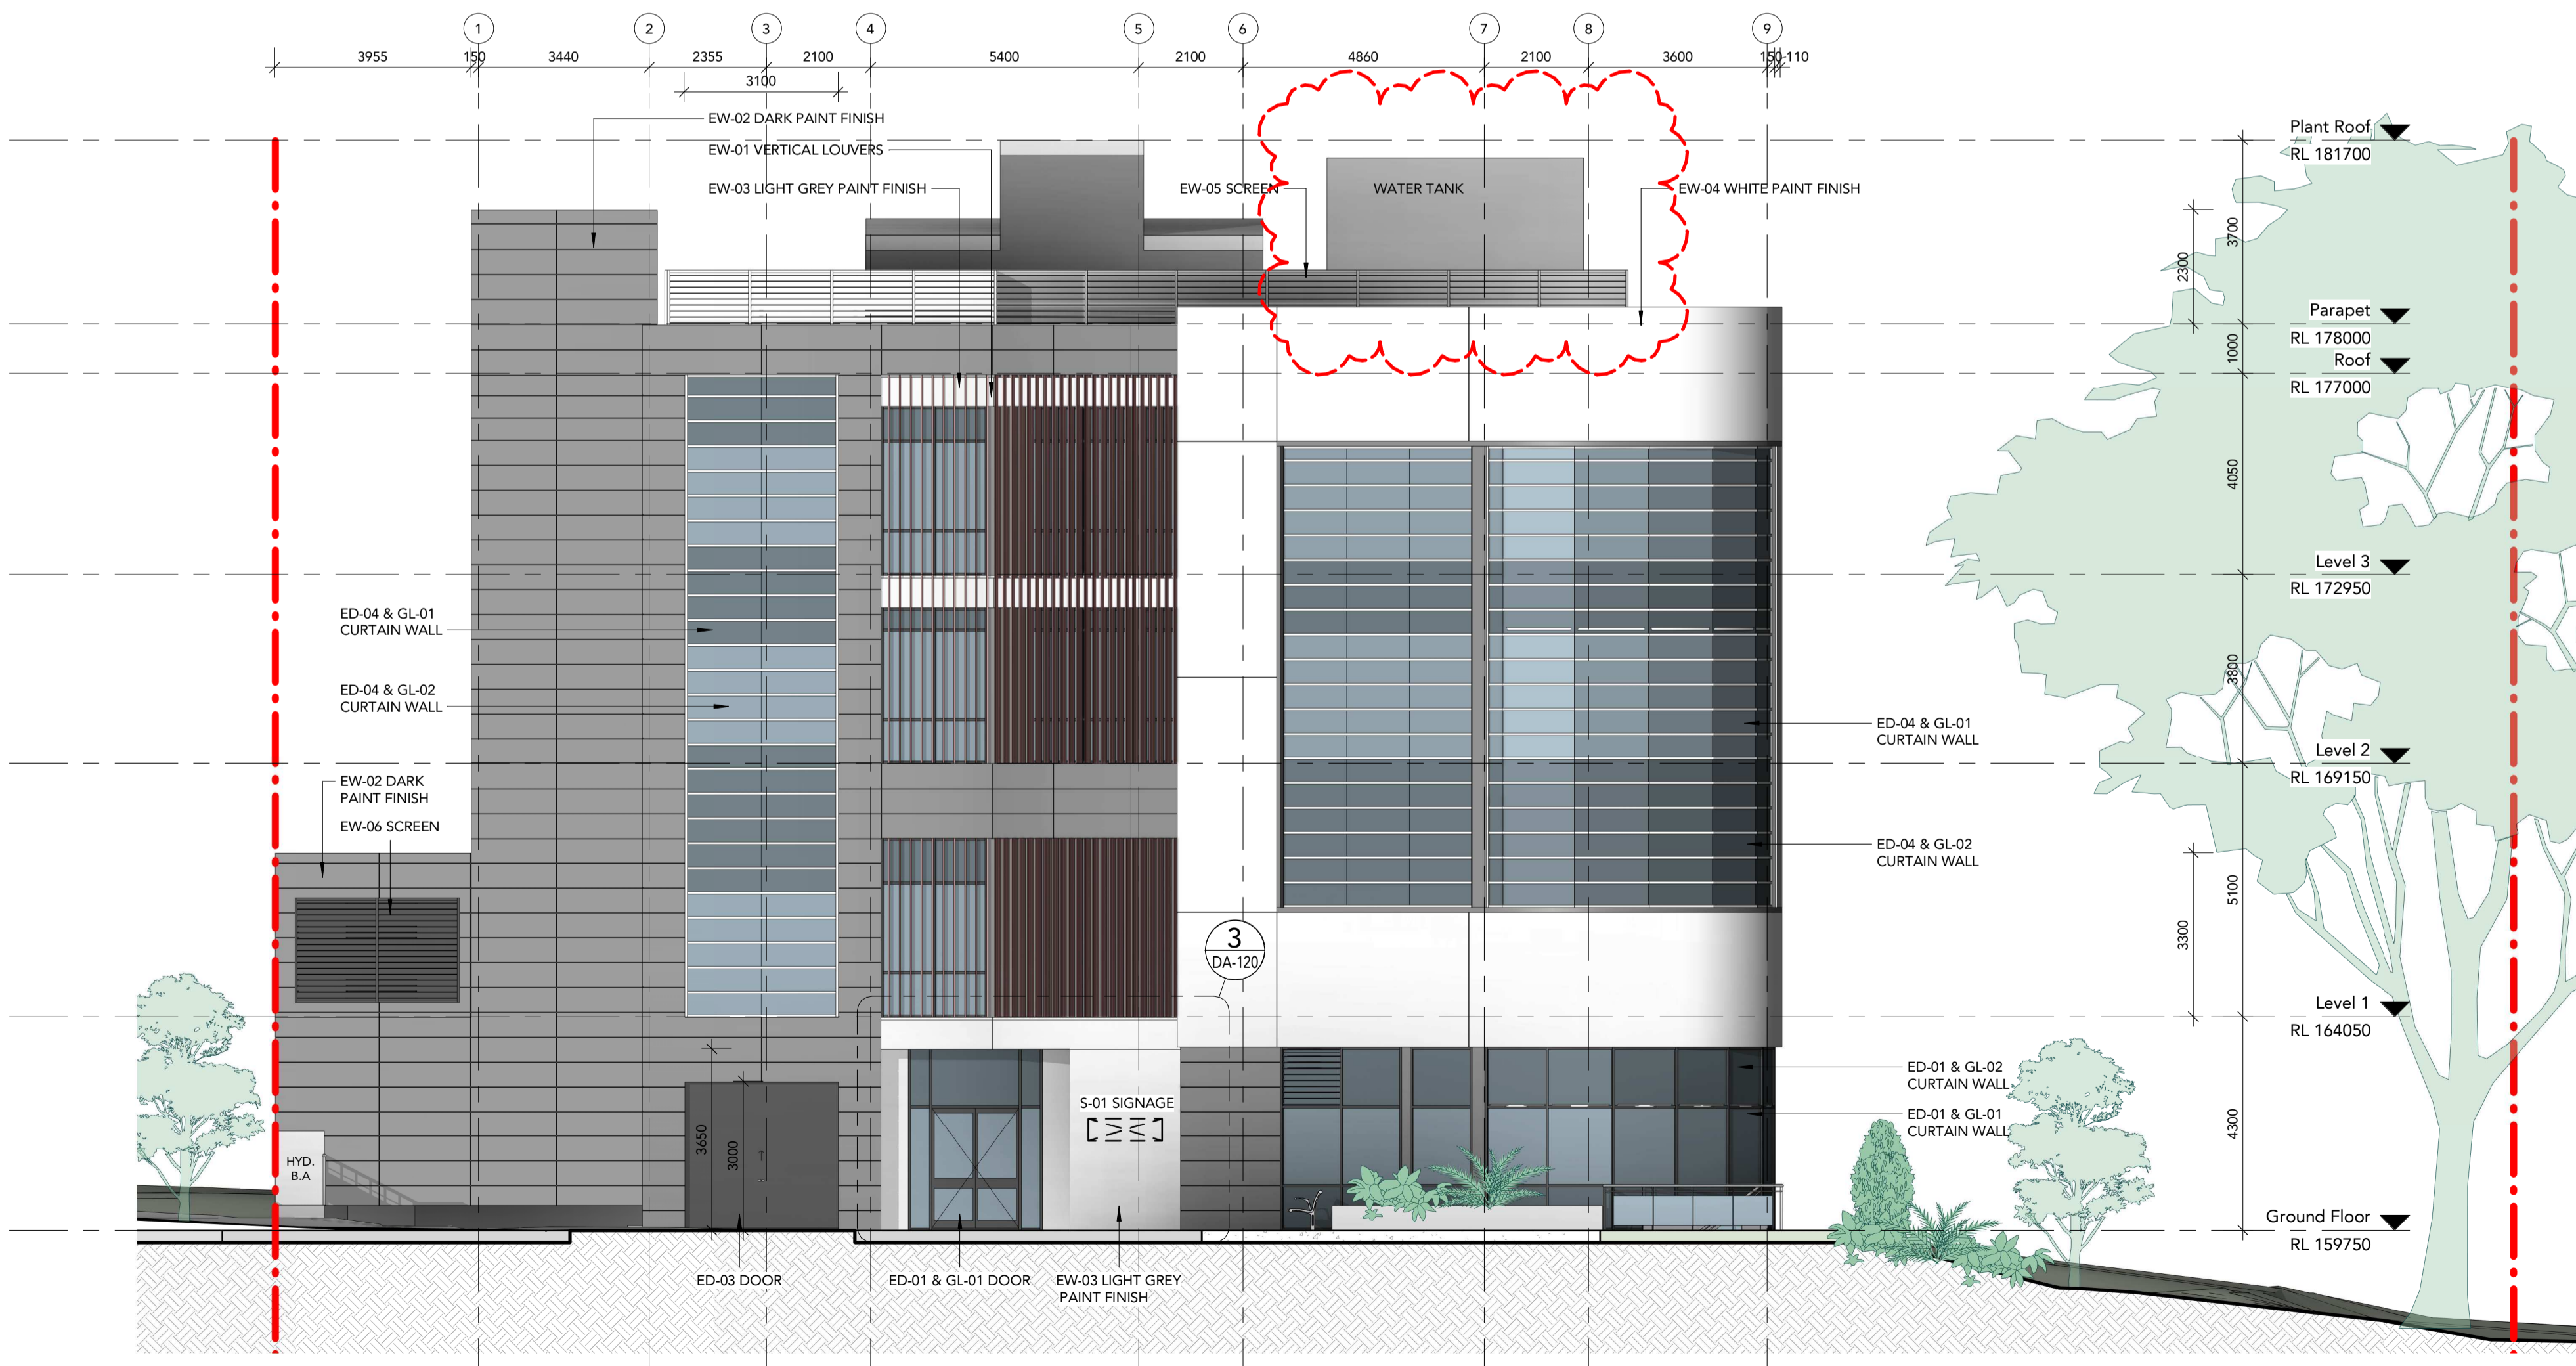 1
2
3
4
5
6
7
8
9
3955
150
3440
2355
2100
5400
2100
4860
2100
3600
150
110
3100
EW-02 DARK PAINT FINISH
EW-01 VERTICAL LOUVERS
EW-03 LIGHT GREY PAINT FINISH
EW-05 SCREEN
WATER TANK
EW-04 WHITE PAINT FINISH
Plant Roof
RL 181700
3700
2300
Parapet
RL 178000
1000
Roof
RL 177000
4050
Level 3
RL 172950
ED-04 & GL-01
CURTAIN WALL
3800
ED-04 & GL-02
CURTAIN WALL
ED-04 & GL-01
CURTAIN WALL
Level 2
RL 169150
EW-02 DARK
PAINT FINISH
EW-06 SCREEN
ED-04 & GL-02
CURTAIN WALL
5100
3300
3
DA-120
Level 1
RL 164050
ED-01 & GL-02
CURTAIN WALL
S-01 SIGNAGE
ED-01 & GL-01
CURTAIN WALL
4300
3650
3000
HYD.
B.A
Ground Floor
RL 159750
ED-03 DOOR
ED-01 & GL-01 DOOR
EW-03 LIGHT GREY
PAINT FINISH